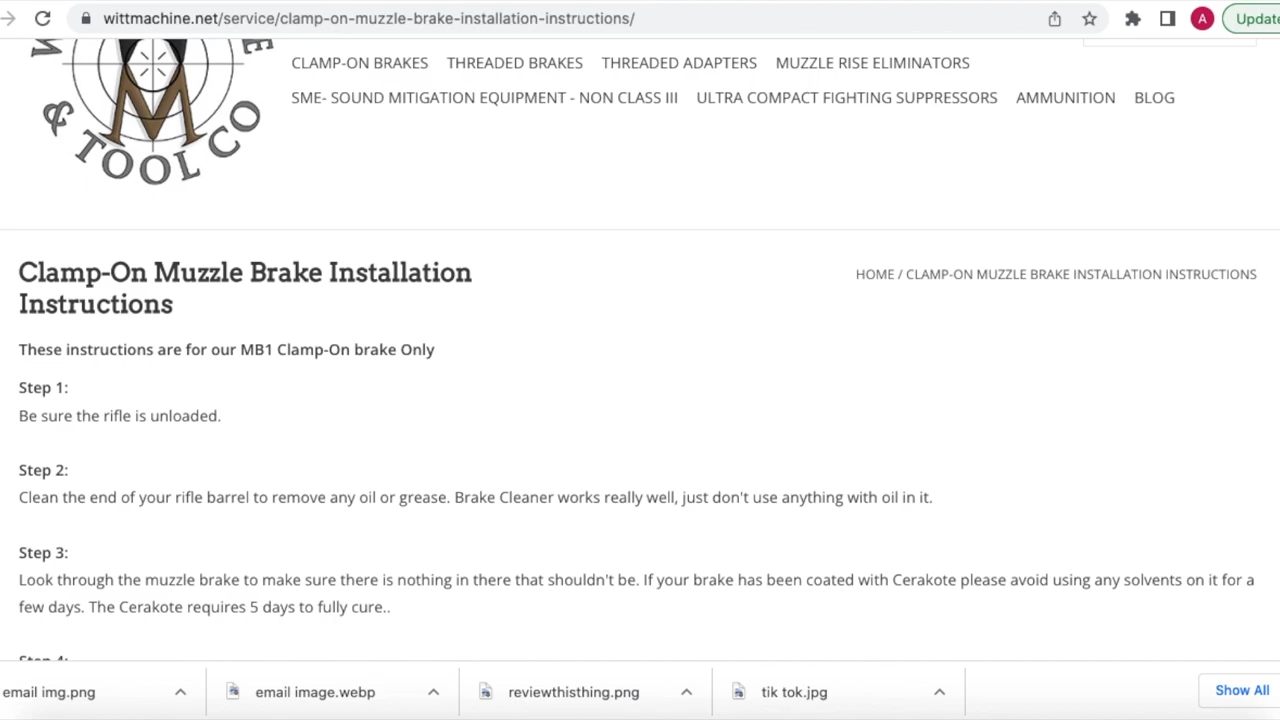 wittmachine.net/service/clamp-on-muzzle-brake-installation-instructions/
A
Update
E
M
& TOOL CO
CLAMP-ON BRAKES THREADED BRAKES THREADED ADAPTERS MUZZLE RISE ELIMINATORS
SME- SOUND MITIGATION EQUIPMENT - NON CLASS III ULTRA COMPACT FIGHTING SUPPRESSORS AMMUNITION BLOG
Clamp-On Muzzle Brake Installation
Instructions
HOME / CLAMP-ON MUZZLE BRAKE INSTALLATION INSTRUCTIONS
These instructions are for our MB1 Clamp-On brake Only
Step 1:
Be sure the rifle is unloaded.
Step 2:
Clean the end of your rifle barrel to remove any oil or grease. Brake Cleaner works really well, just don't use anything with oil in it.
Step 3:
Look through the muzzle brake to make sure there is nothing in there that shouldn't be. If your brake has been coated with Cerakote please avoid using any solvents on it for a
few days. The Cerakote requires 5 days to fully cure..
Step 4:
email img.png email image.webp reviewthisthing.png tik tok.jpg Show All